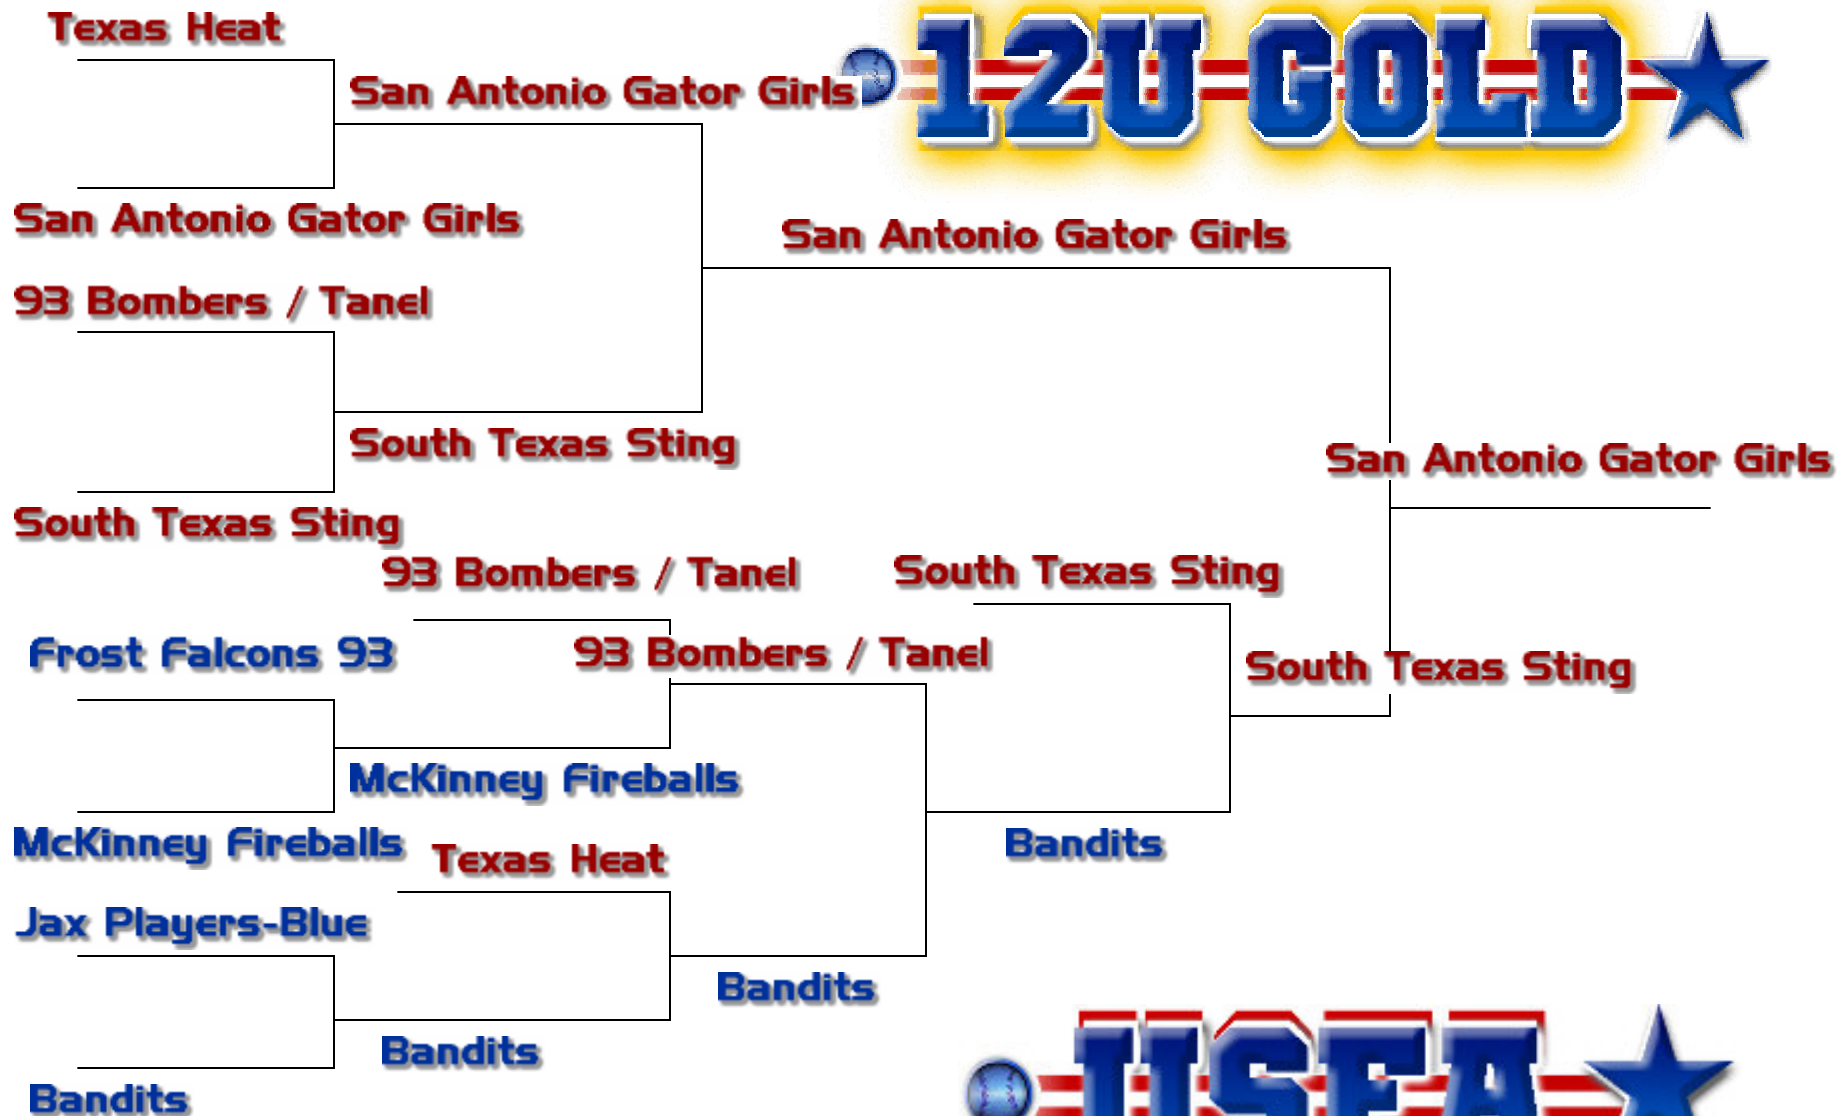 Texas Heat
12U GOLD
San Antonio Gator Girls
San Antonio Gator Girls
San Antonio Gator Girls
93 Bombers / Tanel
South Texas Sting
San Antonio Gator Girls
South Texas Sting
93 Bombers / Tanel
South Texas Sting
Frost Falcons 93
93 Bombers / Tanel
South Texas Sting
McKinney Fireballs
McKinney Fireballs
Texas Heat
Bandits
Jax Players-Blue
Bandits
Bandits
USFA
Bandits